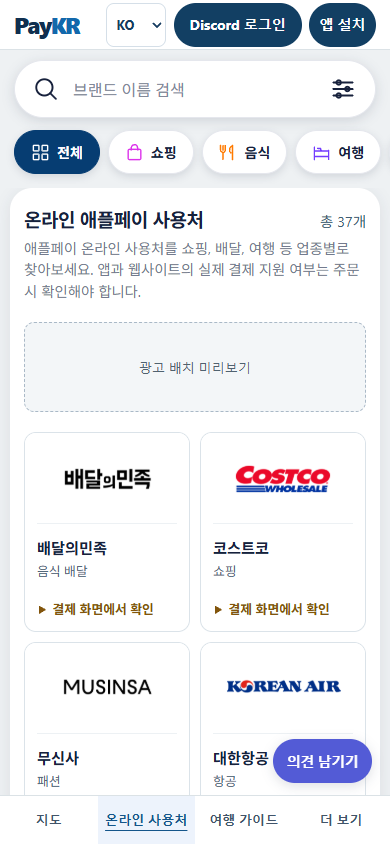 PayKR KO Discord 로그인 앱 설치
브랜드 이름 검색
전체 쇼핑 음식 여행
온라인 애플페이 사용처 총 37개
애플페이 온라인 사용처를 쇼핑, 배달, 여행 등 업종별로
찾아보세요. 앱과 웹사이트의 실제 결제 지원 여부는 주문
시 확인해야 합니다.
광고 배치 미리보기
배달의민족 COSTCO
WHOLESALE
배달의민족 코스트코
음식 배달 쇼핑
▶ 결제 화면에서 확인 ▶ 결제 화면에서 확인
MUSINSA KOREAN AIR
무신사 대한항공
패션 항공
의견 남기기
지도 온라인 사용처 여행 가이드 더 보기